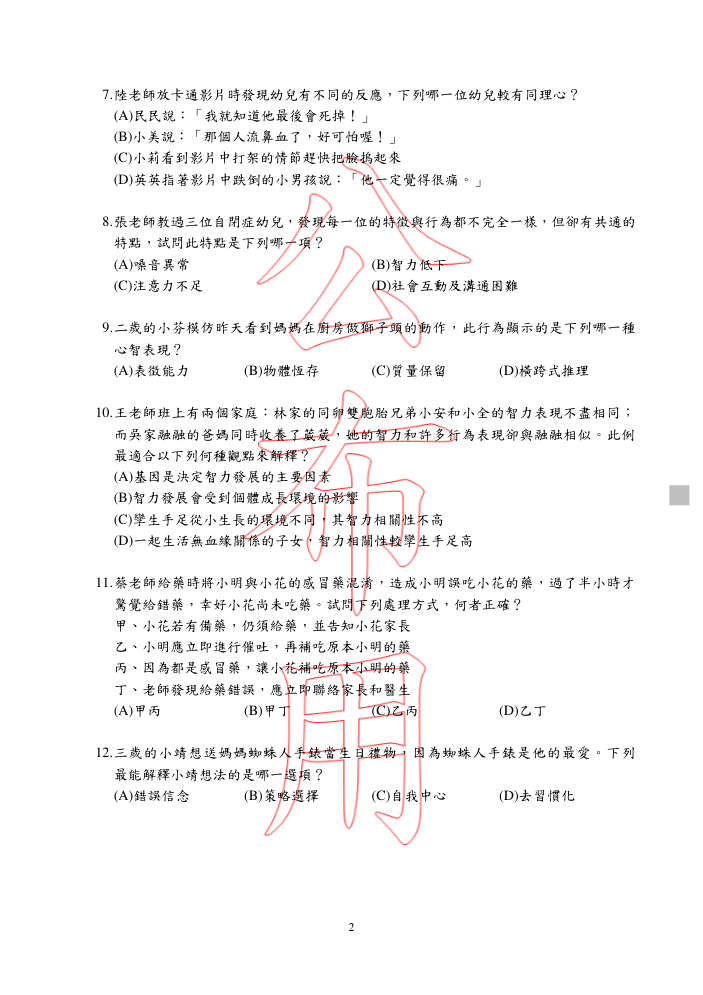 7.陸老師放卡通影片時發現幼兒有不同的反應，下列哪一位幼兒較有同理心？
(A)民民說：「我就知道他最後會死掉！」
(B)小美說：「那個人流鼻血了，好可怕喔！」
(C)小莉看到影片中打架的情節趕快把臉摀起來
(D)英英指著影片中跌倒的小男孩說：「他一定覺得很痛。」
8.張老師教過三位自閉症幼兒，發現每一位的特徵與行為都不完全一樣，但卻有共通的
特點，試問此特點是下列哪一項？
(A)嗓音異常 (B)智力低下
(C)注意力不足 (D)社會互動及溝通困難
9.二歲的小芬模仿昨天看到媽媽在廚房做獅子頭的動作，此行為顯示的是下列哪一種
心智表現？
(A)表徵能力 (B)物體恆存 (C)質量保留 (D)橫跨式推理
10.王老師班上有兩個家庭：林家的同卵雙胞胎兄弟小安和小全的智力表現不盡相同；
而吳家融融的爸媽同時收養了葳葳，她的智力和許多行為表現卻與融融相似。此例
最適合以下列何種觀點來解釋？
(A)基因是決定智力發展的主要因素
(B)智力發展會受到個體成長環境的影響
(C)孿生手足從小生長的環境不同，其智力相關性不高
(D)一起生活無血緣關係的子女，智力相關性較孿生手足高
11.蔡老師給藥時將小明與小花的感冒藥混淆，造成小明誤吃小花的藥，過了半小時才
驚覺給錯藥，幸好小花尚未吃藥。試問下列處理方式，何者正確？
甲、小花若有備藥，仍須給藥，並告知小花家長
乙、小明應立即進行催吐，再補吃原本小明的藥
丙、因為都是感冒藥，讓小花補吃原本小明的藥
丁、老師發現給藥錯誤，應立即聯絡家長和醫生
(A)甲丙 (B)甲丁 (C)乙丙 (D)乙丁
12.三歲的小靖想送媽媽蜘蛛人手錶當生日禮物，因為蜘蛛人手錶是他的最愛。下列
最能解釋小靖想法的是哪一選項？
(A)錯誤信念 (B)策略選擇 (C)自我中心 (D)去習慣化
公
布
用
2